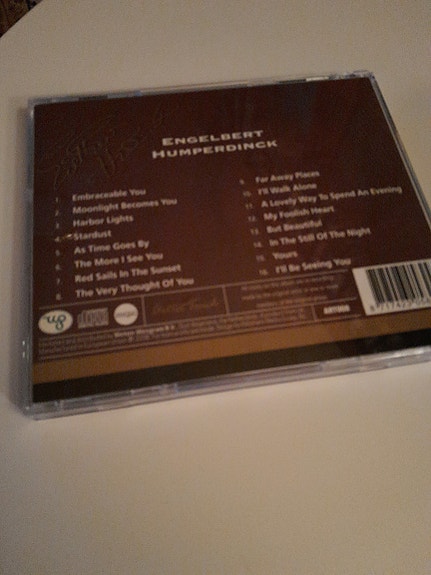 ENGELBERT
HUMPERDINCK
1. Embraceable You
2. Moonlight Becomes You
3. Harbor Lights
4. Stardust
5. As Time Goes By
6. The More I See You
7. Red Sails In The Sunset
8. The Very Thought Of You
9. Far Away Places
10. I'll Walk Alone
11. A Lovely Way To Spend An Evening
12. My Foolish Heart
13. But Beautiful
14. In The Still Of The Night
15. Yours
16. I'll Be Seeing You